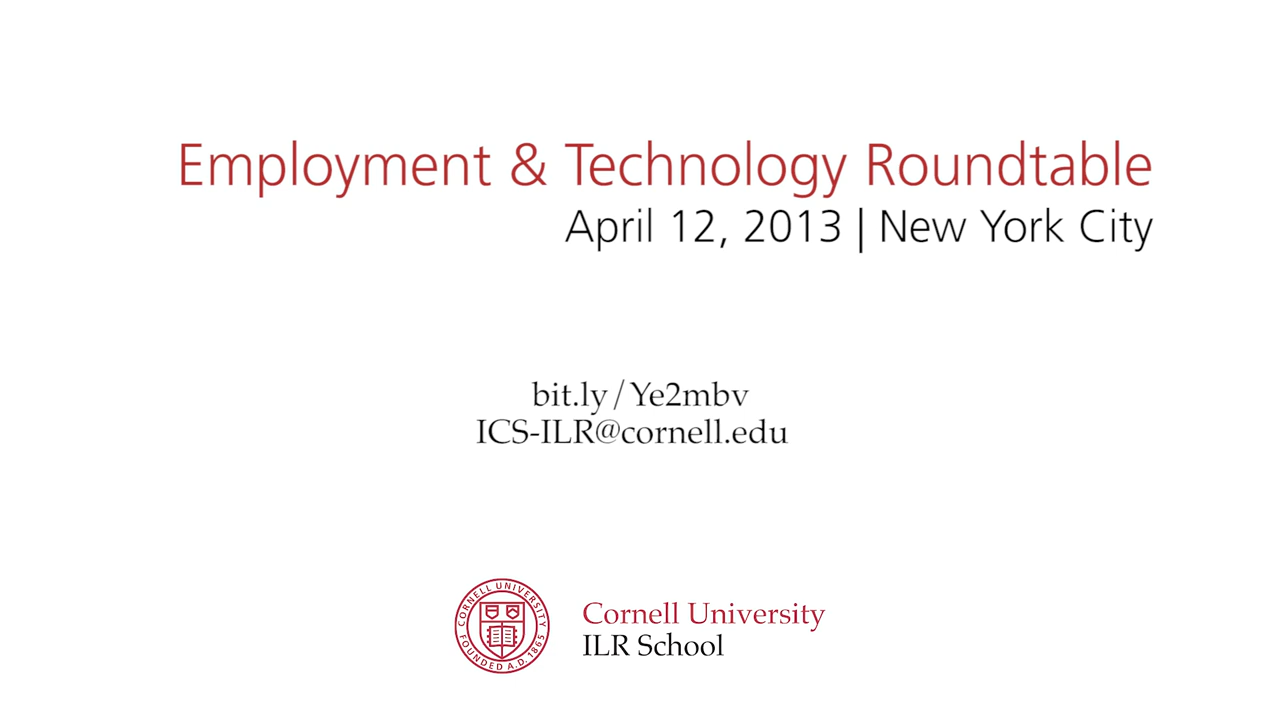 Employment & Technology Roundtable
April 12, 2013 | New York City
bit.ly/Ye2mbv
ICS-ILR@cornell.edu
CORNELL UNIVERSITY
FOUNDED A.D. 1865
Cornell University
ILR School